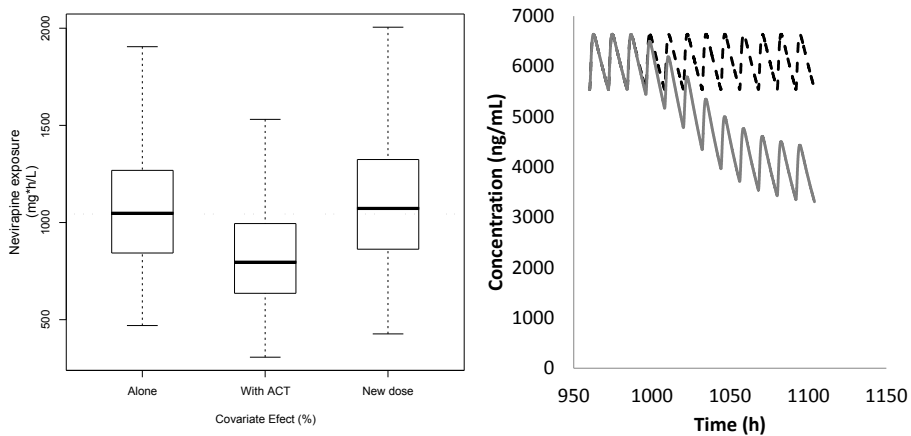 Nevirapine exposure
(mg*h/L)
2000
1500
1000
500
Alone
With ACT
New dose
Covariate Efect (%)
Concentration (ng/mL)
7000
6000
5000
4000
3000
2000
1000
0
950
1000
1050
1100
1150
Time (h)